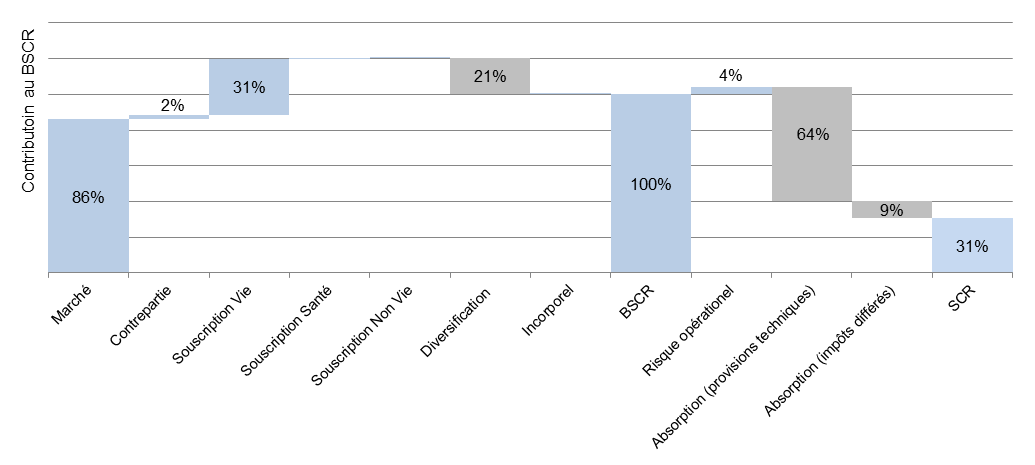 Contributoin au BSCR
86%
2%
31%
21%
100%
4%
64%
9%
31%
Marché
Contrepartie
Souscription Vie
Souscription Santé
Souscription Non Vie
Diversification
Incorporel
BSCR
Risque opérationel
Absorption (provisions techniques)
Absorption (impôts différés)
SCR